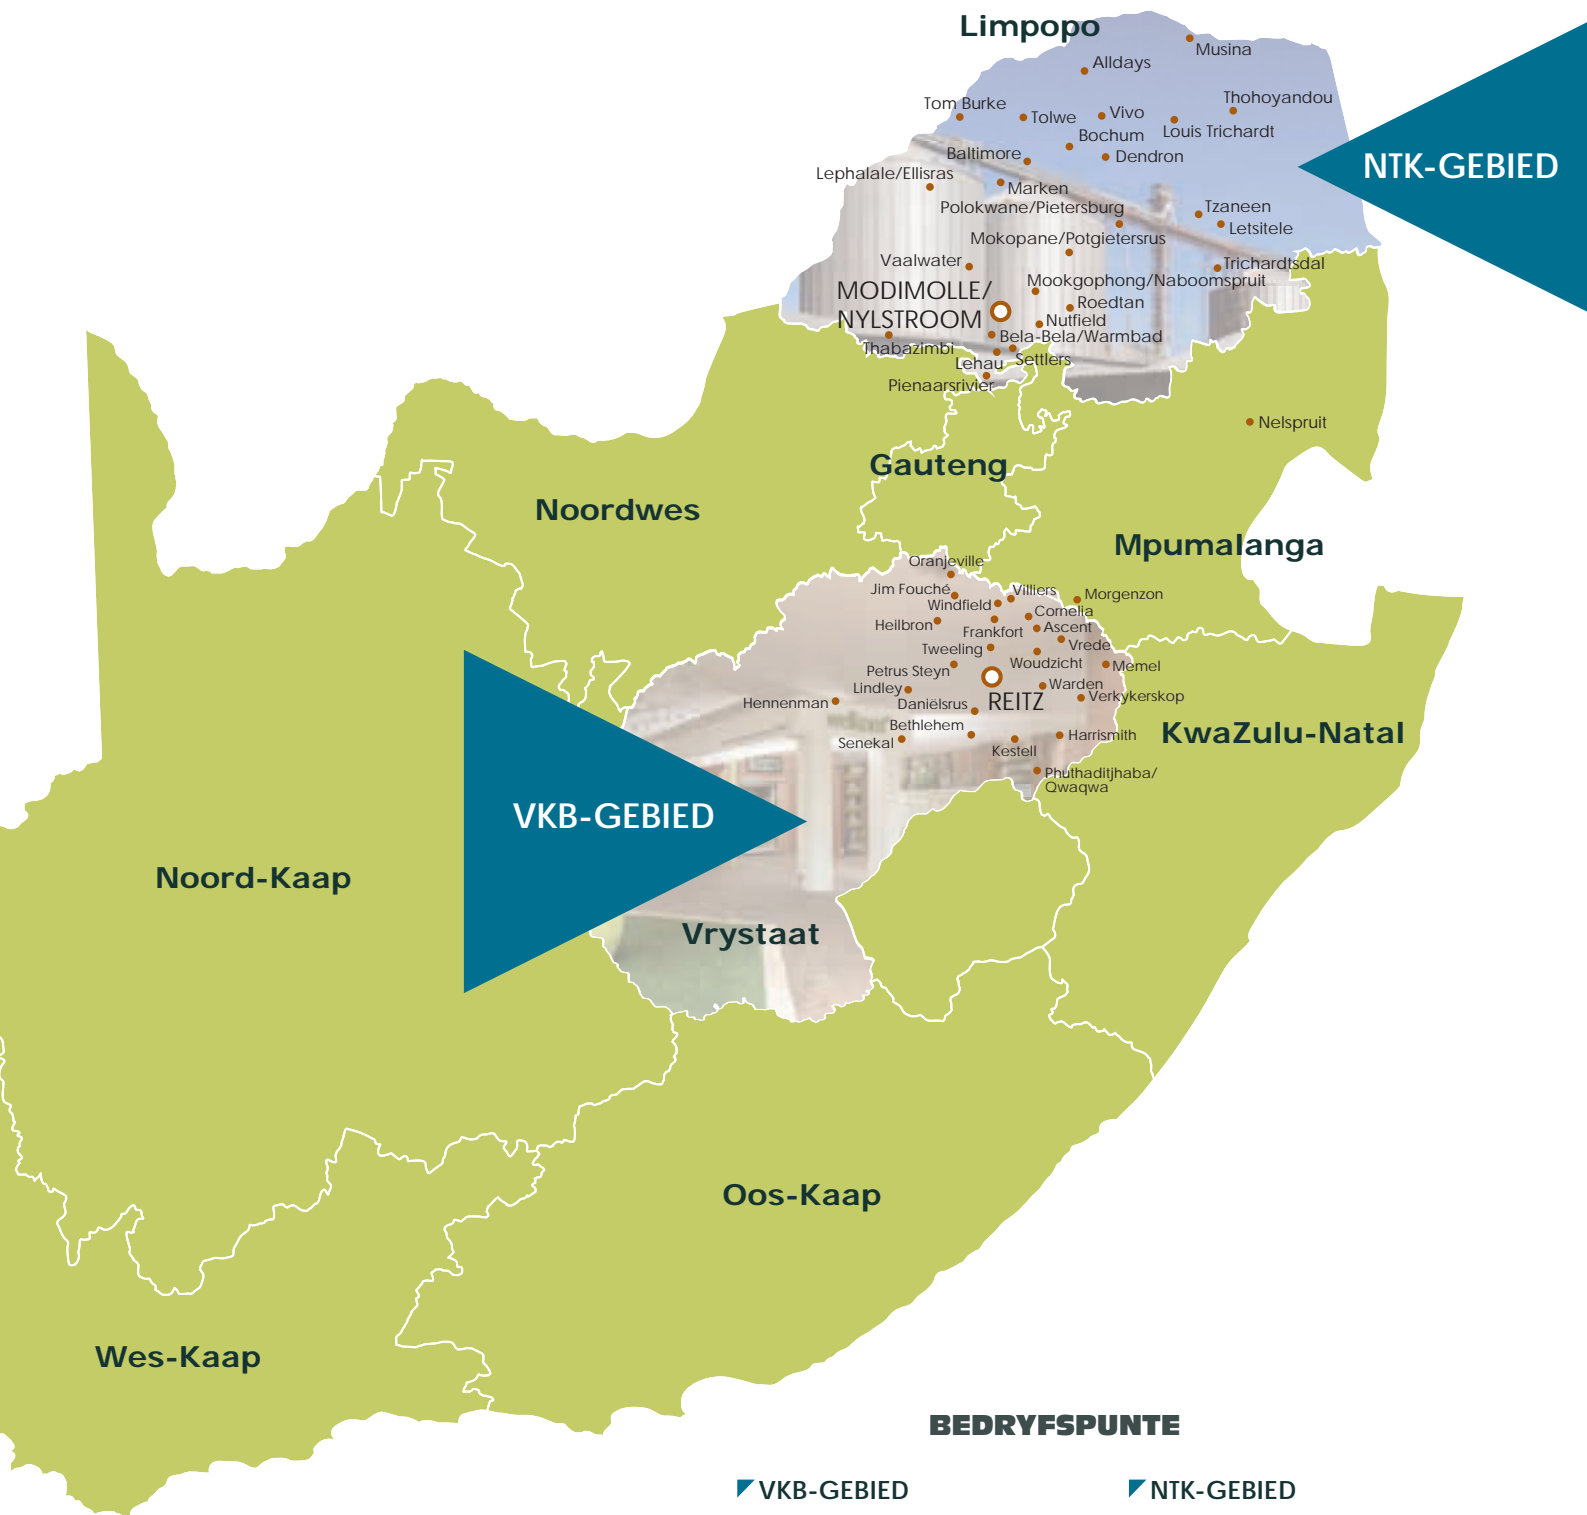 Limpopo
Musina
Alldays
Thohoyandou
Tom Burke
Tolwe
Vivo
Louis Trichardt
Bochum
Baltimore
Dendron
NTK-GEBIED
Lephalale/Ellisras
Marken
Polokwane/Pietersburg
Tzaneen
Letsitele
Mokopane/Potgietersrus
Vaalwater
Trichardtsdal
Mookgophong/Naboomspruit
MODIMOLLE/
NYLSTROOM
Roedtan
Nutfield
Bela-Bela/Warmbad
Thabazimbi
Settlers
Lehau
Pienaarsrivier
Nelspruit
Gauteng
Noordwes
Mpumalanga
Oranjeville
Jim Fouché
Villiers
Morgenzon
Windfield
Cornelia
Heilbron
Frankfort
Ascent
Vrede
Tweeling
Woudzicht
Memel
Petrus Steyn
Lindley
Warden
Verkykerskop
Hennenman
Daniëlsrus
REITZ
Bethlehem
Senekal
Kestell
Harrismith
KwaZulu-Natal
Phuthaditjhaba/
Qwaqwa
VKB-GEBIED
Noord-Kaap
Vrystaat
Oos-Kaap
Wes-Kaap
BEDRYFSPUNTE
VKB-GEBIED
NTK-GEBIED